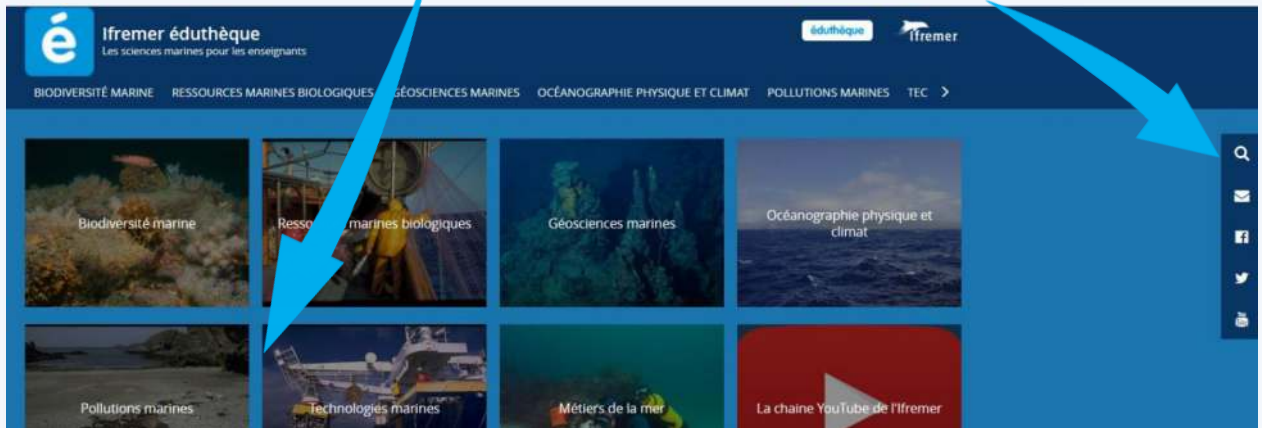 é
Ifremer éduthèque
Les sciences marines pour les enseignants
éduthèque
Ifremer
BIODIVERSITÉ MARINE RESSOURCES MARINES BIOLOGIQUES GÉOSCIENCES MARINES OCÉANOGRAPHIE PHYSIQUE ET CLIMAT POLLUTIONS MARINES TEC
Biodiversité marine
marines biologiques
Géosciences marines
Océanographie physique et
climat
Pollutions marines
Technologies marines
Métiers de la mer
La chaine YouTube de l'Ifremer